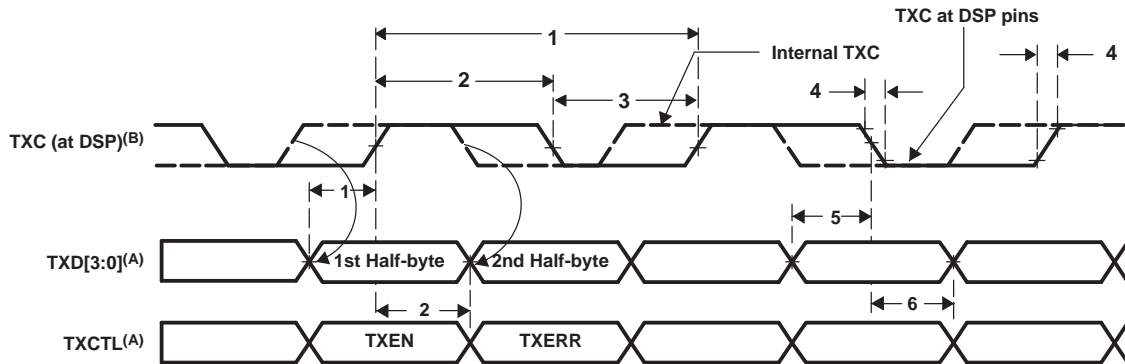 TXC at DSP pins
1
Internal TXC
4
2
4
3
TXC (at DSP)(B)
1
5
TXD[3:0](A)
1st Half-byte
2nd Half-byte
2
6
TXCTL(A)
TXEN
TXERR